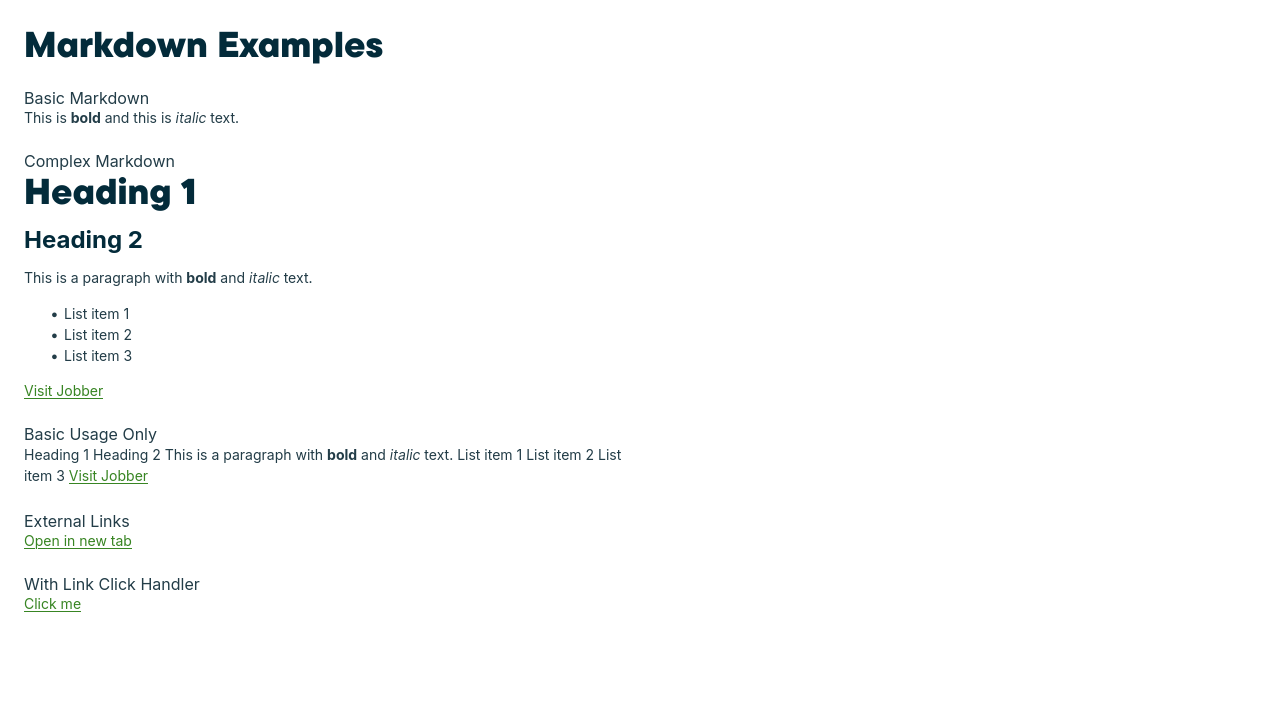 Markdown Examples
Basic Markdown
This is bold and this is italic text.
Complex Markdown
Heading 1
Heading 2
This is a paragraph with bold and italic text.
• List item 1
• List item 2
• List item 3
Visit Jobber
Basic Usage Only
Heading 1 Heading 2 This is a paragraph with bold and italic text. List item 1 List item 2 List
item 3 Visit Jobber
External Links
Open in new tab
With Link Click Handler
Click me